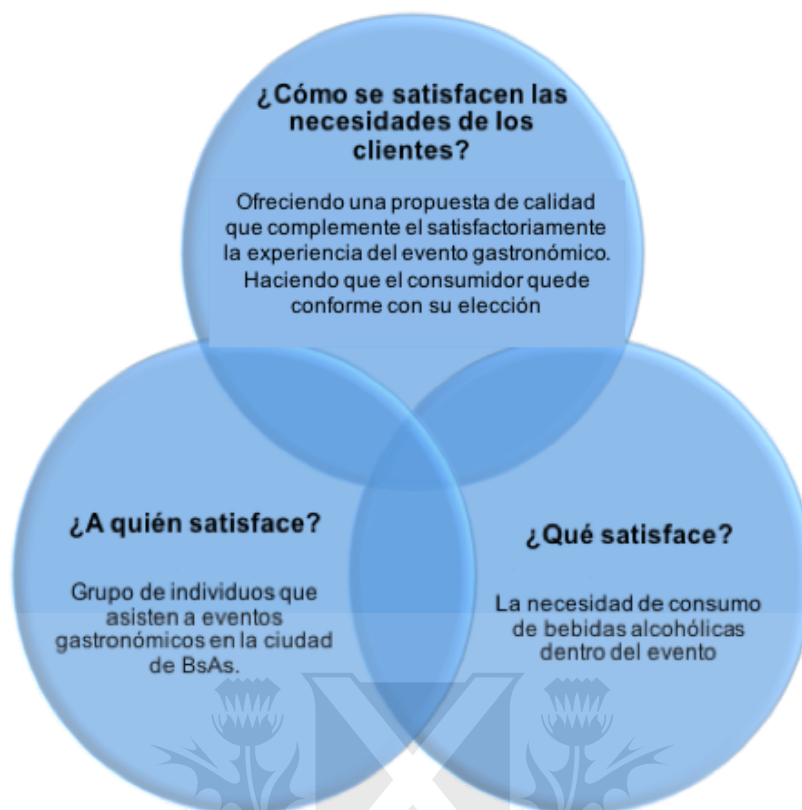 ¿Cómo se satisfacen las
necesidades de los
clientes?
Ofreciendo una propuesta de calidad
que complemente el satisfactoriamente
la experiencia del evento gastronómico.
Haciendo que el consumidor quede
conforme con su elección
¿A quién satisface?
Grupo de individuos que
asisten a eventos
gastronómicos en la ciudad
de BsAs.
¿Qué satisface?
La necesidad de consumo
de bebidas alcohólicas
dentro del evento